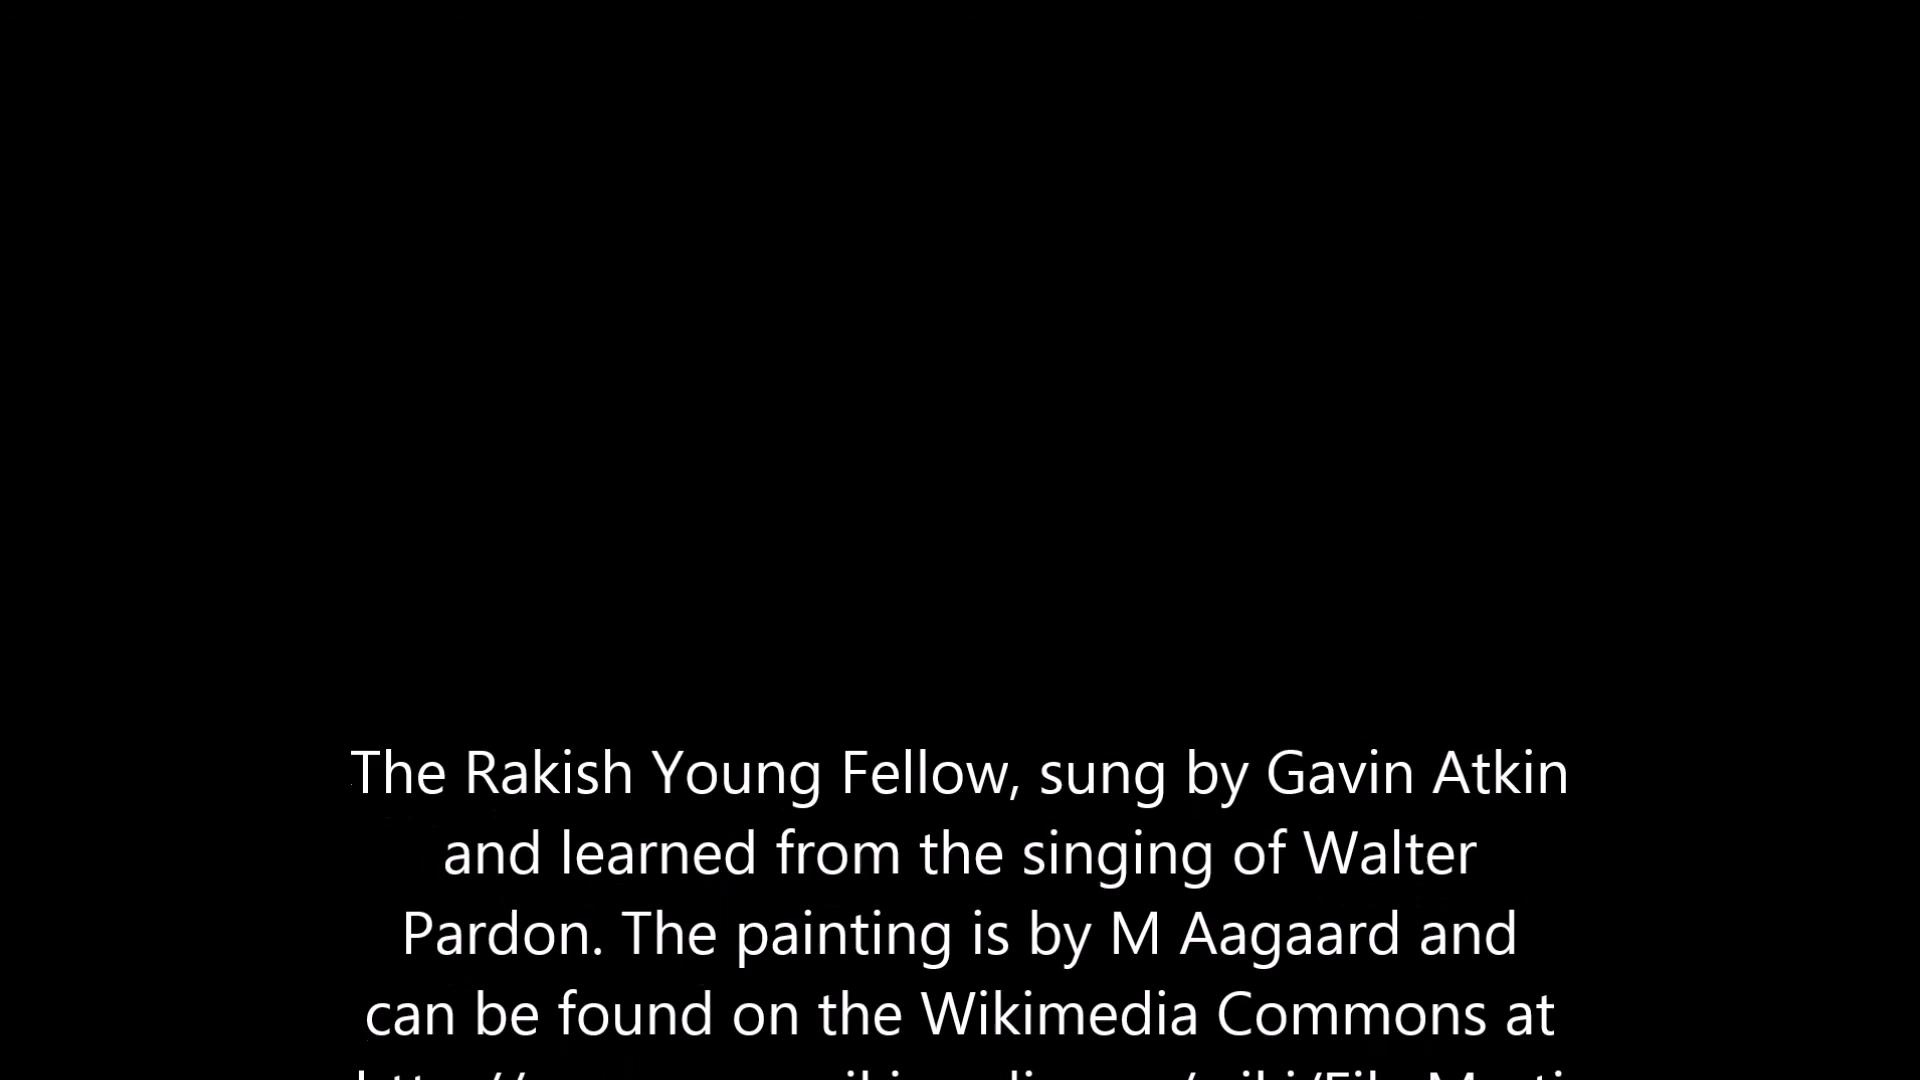 The Rakish Young Fellow, sung by Gavin Atkin
and learned from the singing of Walter
Pardon. The painting is by M Aagaard and
can be found on the Wikimedia Commons at